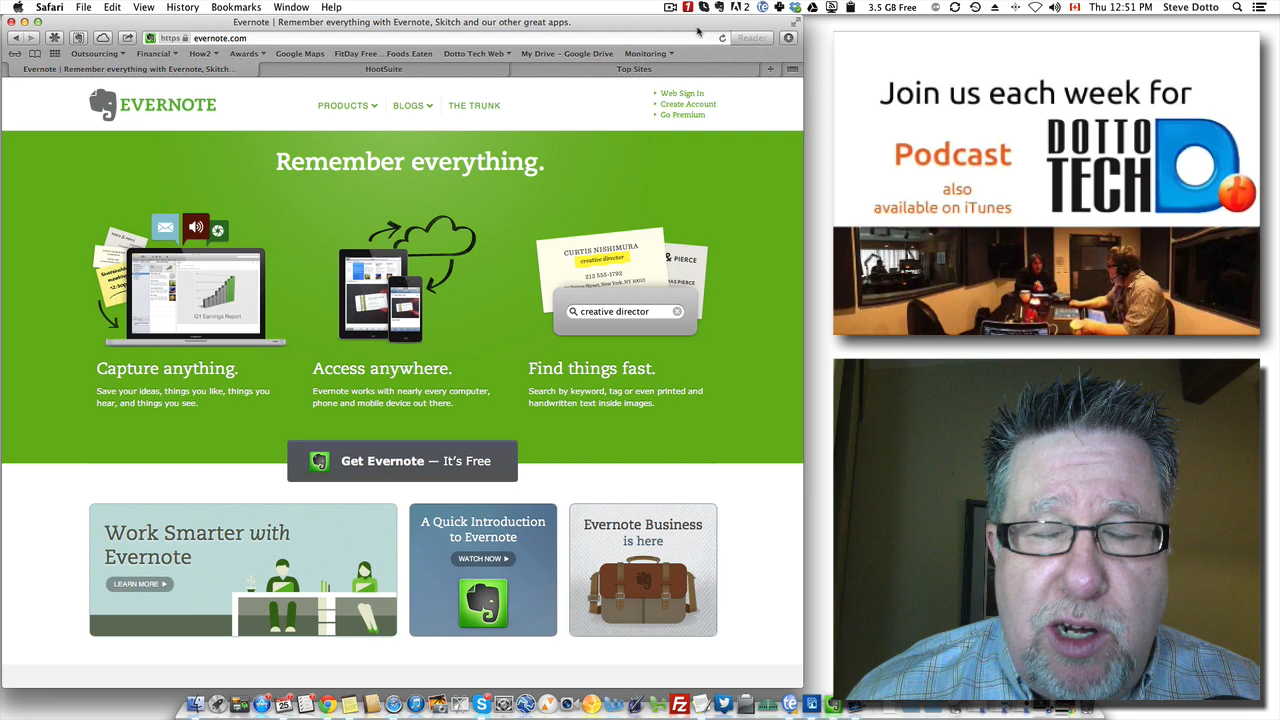 Safari File Edit View History Bookmarks Window Help
1
2
3.5 GB Free
Thu 12:51 PM Steve Dotto
Evernote | Remember everything with Evernote, Skitch and our other great apps.
https evernote.com
Reader
Outsourcing Financial How2 Awards Google Maps FitDay Free ...Foods Eaten Dotto Tech Web My Drive – Google Drive Monitoring
Evernote | Remember everything with Evernote, Skitch...
HootSuite
Top Sites
EVERNOTE
PRODUCTS
BLOGS
THE TRUNK
Web Sign In
Create Account
Go Premium
Remember everything.
Q1 Earnings Report
CURTIS NISHIMURA
creative director
212 555-1792
& PIERCE
creative director
Capture anything.
Save your ideas, things you like, things you
hear, and things you see.
Access anywhere.
Evernote works with nearly every computer,
phone and mobile device out there.
Find things fast.
Search by keyword, tag or even printed and
handwritten text inside images.
Get Evernote — It's Free
Work Smarter with
Evernote
LEARN MORE
A Quick Introduction
to Evernote
WATCH NOW
Evernote Business
is here
Join us each week for
Podcast
also
available on iTunes
DOTTO
TECH
25